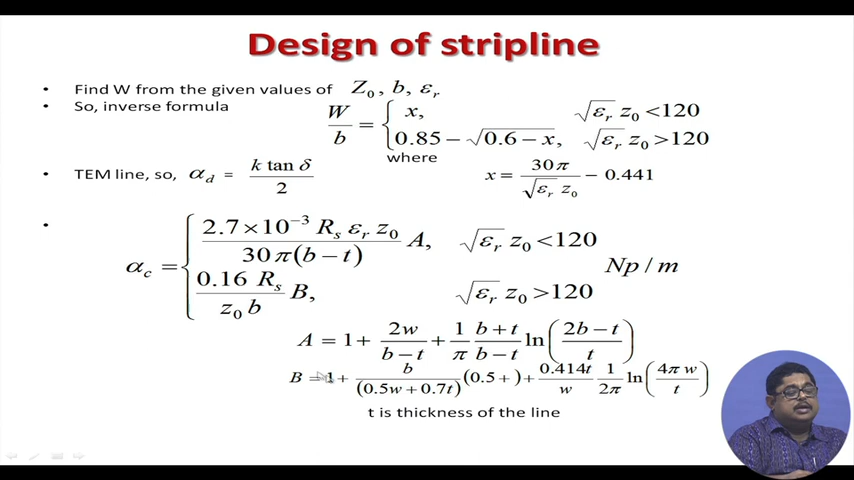 Design of stripline
• Find W from the given values of Z₀, b, εᵣ
• So, inverse formula
W/b = { x, √εᵣ z₀ <120
0.85 − √(0.6 − x), √εᵣ z₀ >120
where
• TEM line, so, α_d = k tan δ / 2
x = 30π / (√εᵣ z₀) − 0.441
•
α_c = { 2.7×10⁻³ R_s εᵣ z₀ / 30π(b−t) A, √εᵣ z₀ <120
0.16 R_s / (z₀ b) B, √εᵣ z₀ >120
Np / m
A = 1 + 2w/(b−t) + 1/π (b+t)/(b−t) ln((2b−t)/t)
B = 1 + b/(0.5w + 0.7t) (0.5 + ) + 0.414t/w 1/2π ln(4π w/t)
t is thickness of the line